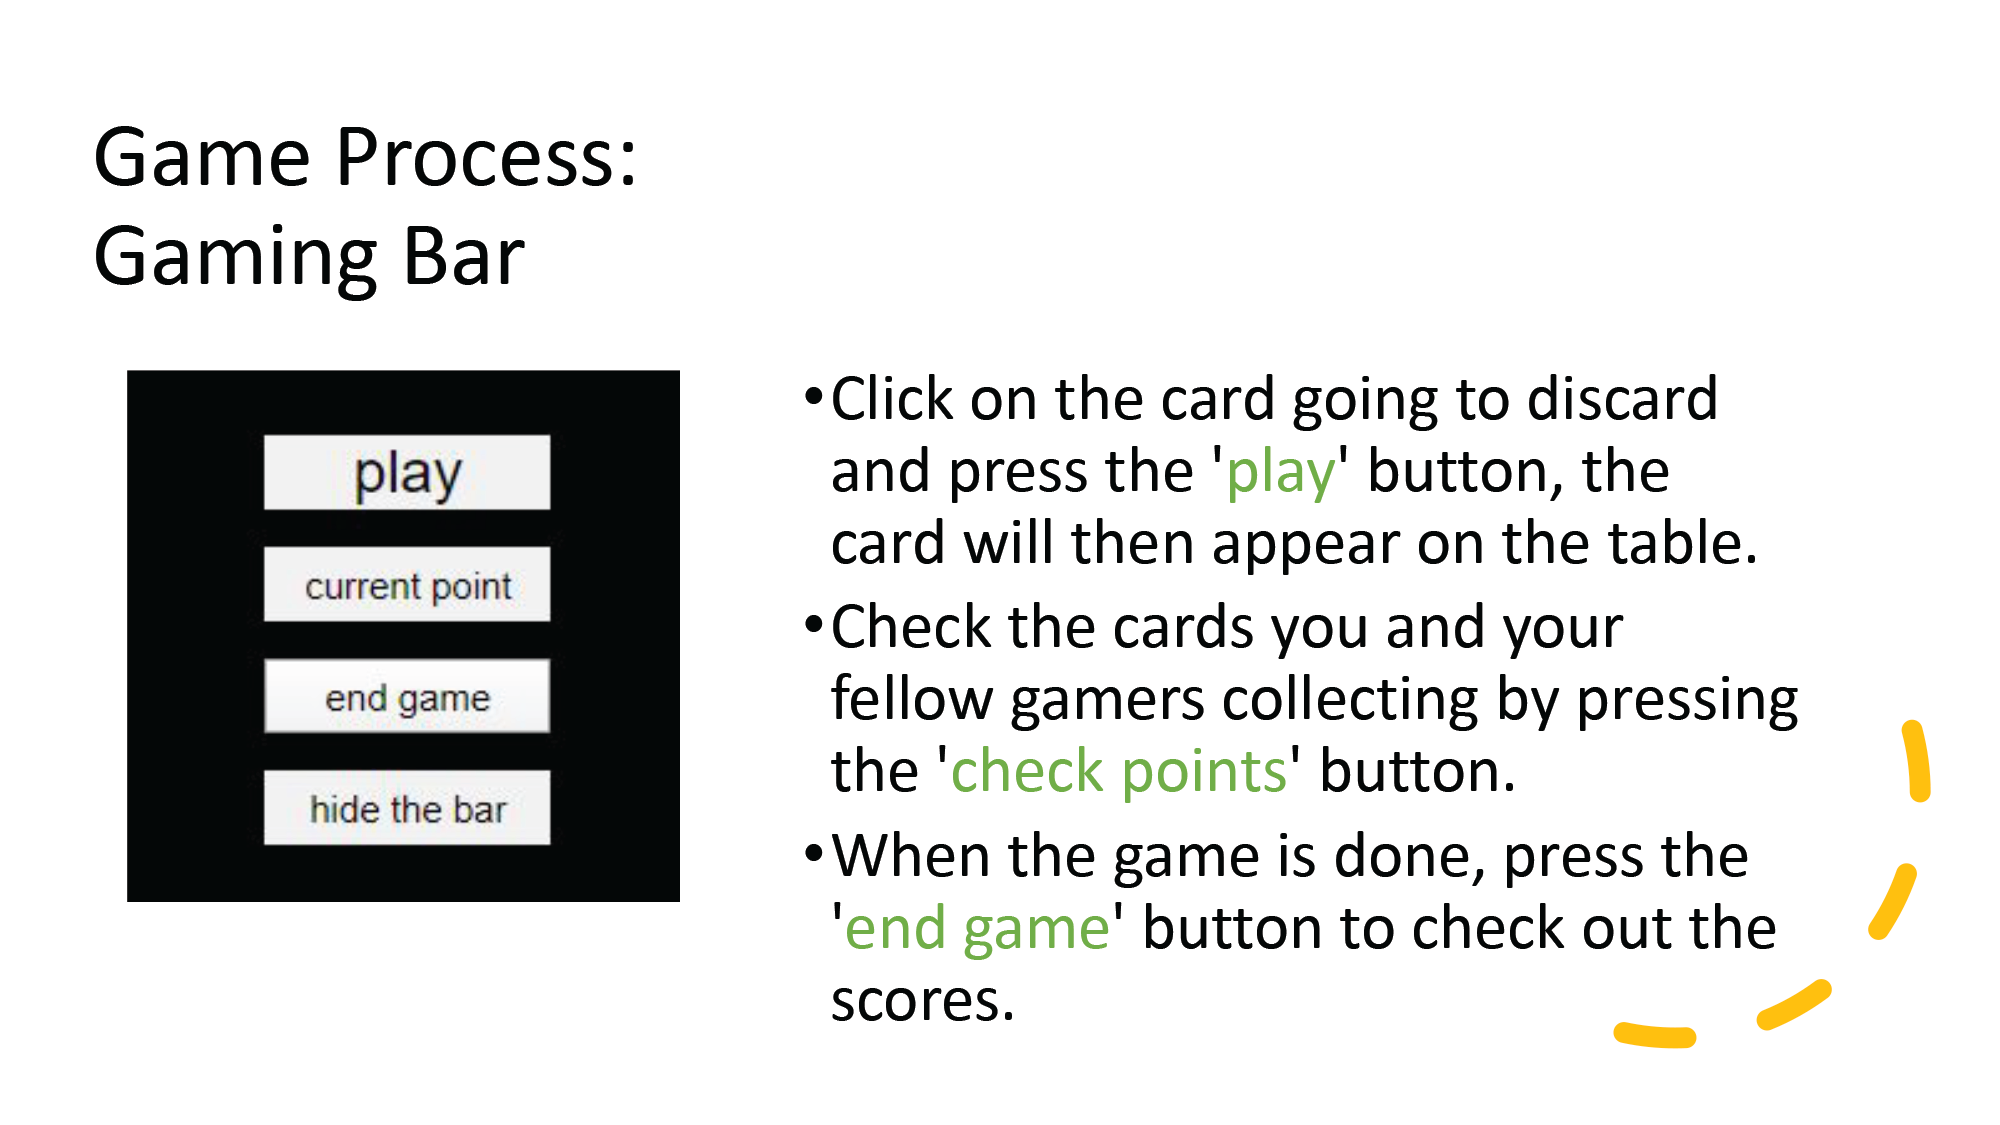 Game Process:
Gaming Bar
play
current point
end game
hide the bar
•Click on the card going to discard
and press the 'play' button, the
card will then appear on the table.
•Check the cards you and your
fellow gamers collecting by pressing
the 'check points' button.
•When the game is done, press the
'end game' button to check out the
scores.